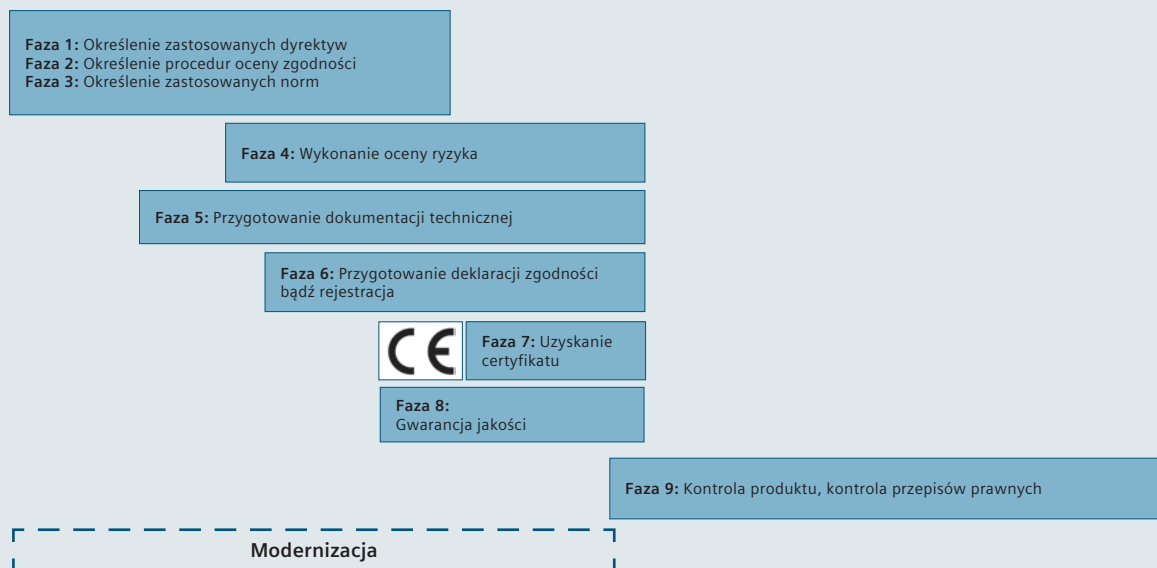 Faza 1: Określenie zastosowanych dyrektyw
Faza 2: Określenie procedur oceny zgodności
Faza 3: Określenie zastosowanych norm
Faza 4: Wykonanie oceny ryzyka
Faza 5: Przygotowanie dokumentacji technicznej
Faza 6: Przygotowanie deklaracji zgodności
bądź rejestracja
CE
Faza 7: Uzyskanie
certyfikatu
Faza 8:
Gwarancja jakości
Faza 9: Kontrola produktu, kontrola przepisów prawnych
Modernizacja